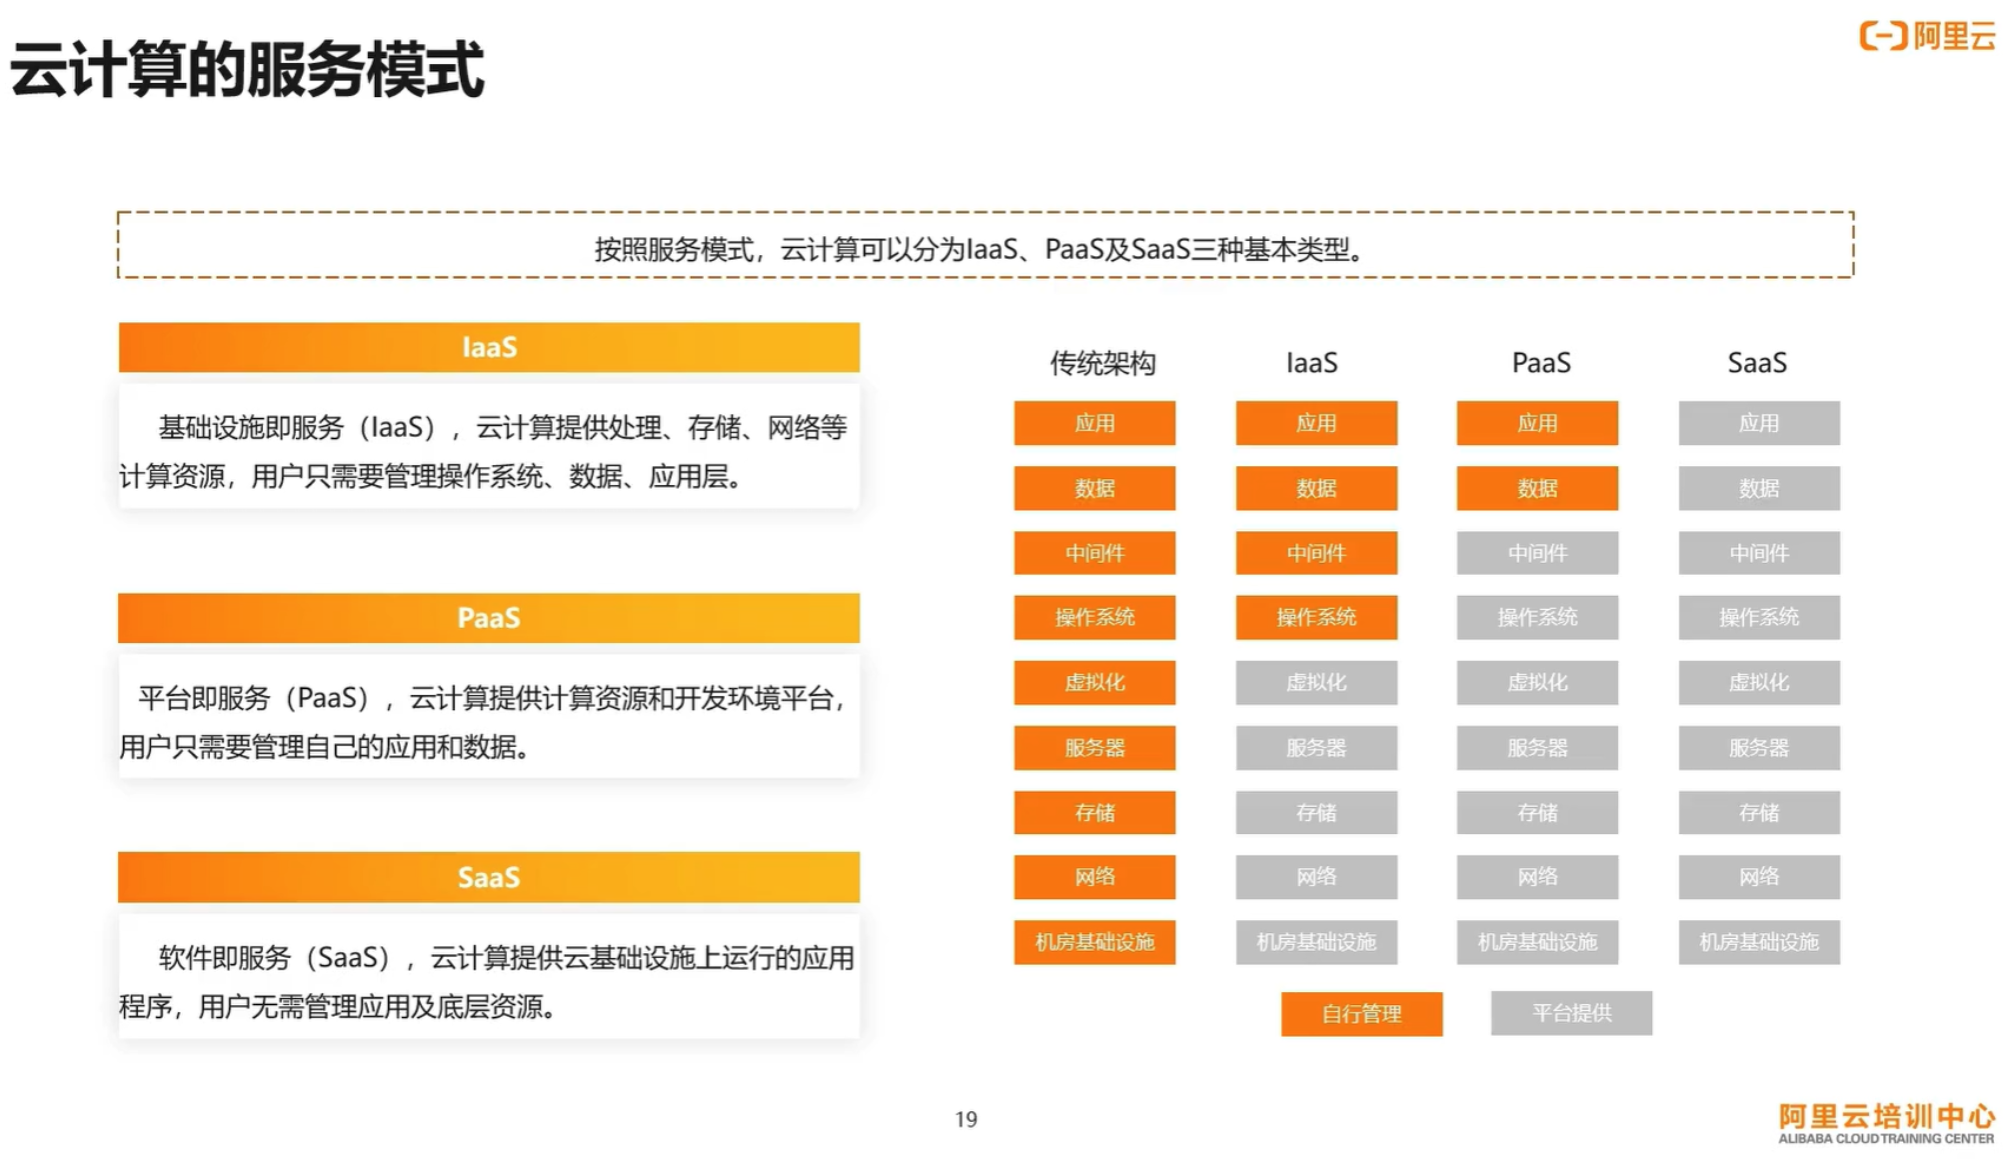 阿里云
云计算的服务模式
按照服务模式，云计算可以分为IaaS、PaaS及SaaS三种基本类型。
IaaS
基础设施即服务（IaaS），云计算提供处理、存储、网络等
计算资源，用户只需要管理操作系统、数据、应用层。
PaaS
平台即服务（PaaS），云计算提供计算资源和开发环境平台，
用户只需要管理自己的应用和数据。
SaaS
软件即服务（SaaS），云计算提供云基础设施上运行的应用
程序，用户无需管理应用及底层资源。
传统架构 IaaS PaaS SaaS
应用 应用 应用 应用
数据 数据 数据 数据
中间件 中间件 中间件 中间件
操作系统 操作系统 操作系统 操作系统
虚拟化 虚拟化 虚拟化 虚拟化
服务器 服务器 服务器 服务器
存储 存储 存储 存储
网络 网络 网络 网络
机房基础设施 机房基础设施 机房基础设施 机房基础设施
自行管理 平台提供
19
阿里云培训中心
ALIBABA CLOUD TRAINING CENTER